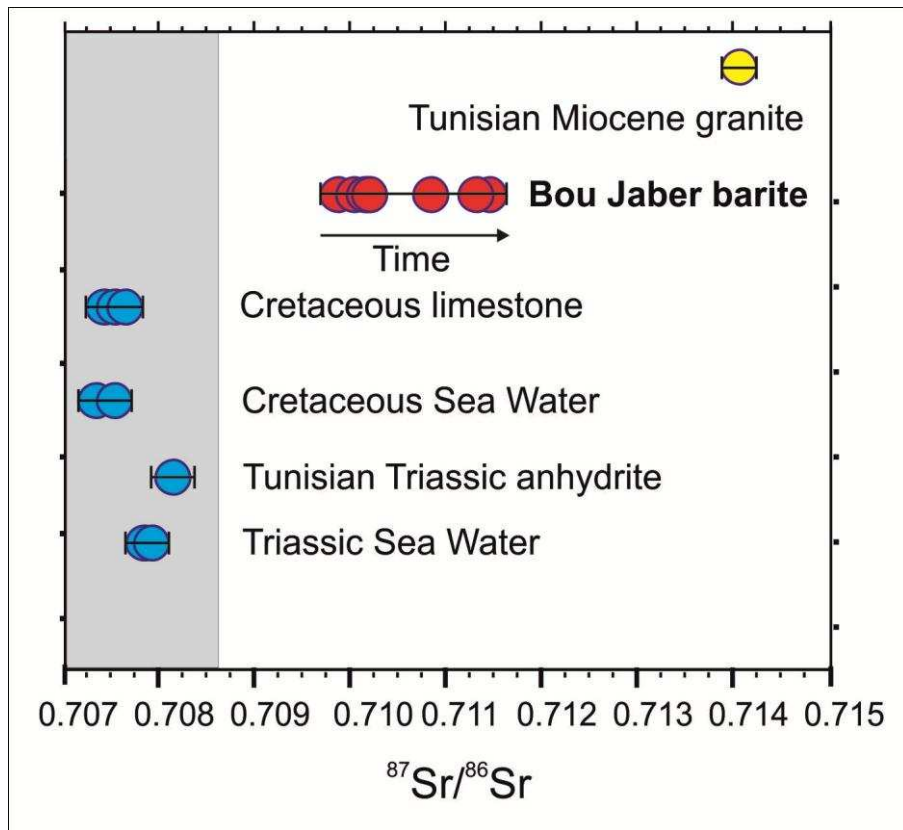 Tunisian Miocene granite
Bou Jaber barite
Time
Cretaceous limestone
Cretaceous Sea Water
Tunisian Triassic anhydrite
Triassic Sea Water
0.707 0.708 0.709 0.710 0.711 0.712 0.713 0.714 0.715
⁸⁷Sr/⁸⁶Sr